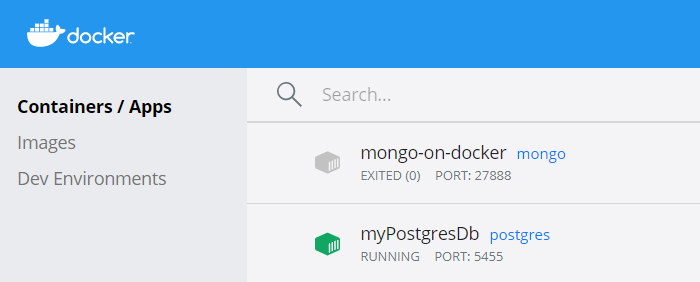 docker
Containers / Apps
Images
Dev Environments
Search...
mongo-on-docker mongo
EXITED (0) PORT: 27888
myPostgresDb postgres
RUNNING PORT: 5455